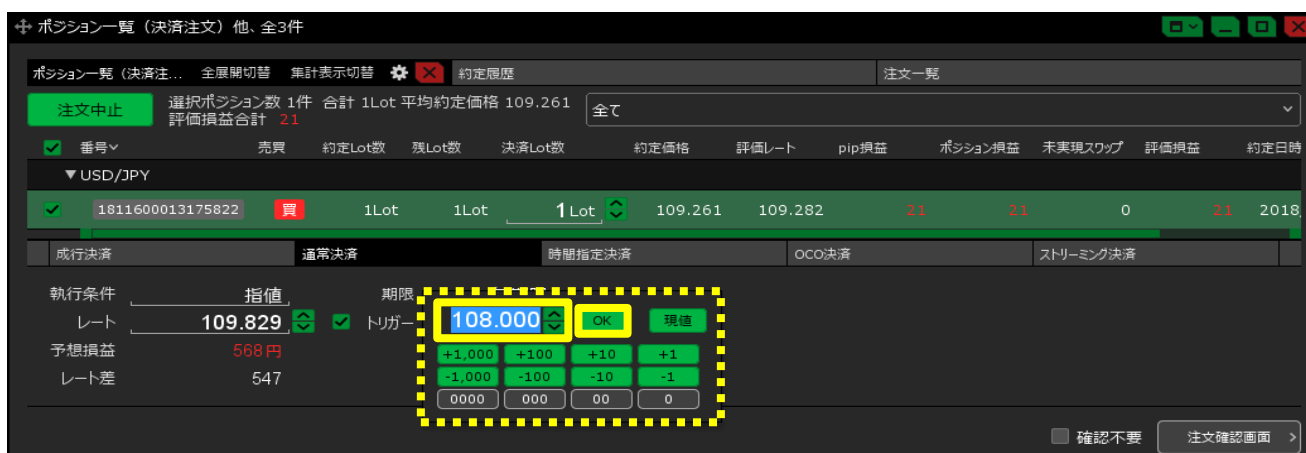 ポジション一覧（決済注文）他、全3件
ポジション一覧（決済注... 全展開切替 集計表示切替 約定履歴 注文一覧
注文中止 選択ポジション数 1件 合計 1Lot 平均約定価格 109.261 全て
評価損益合計 21
番号 売買 約定Lot数 残Lot数 決済Lot数 約定価格 評価レート pip損益 ポジション損益 未実現スワップ 評価損益 約定日時
▼USD/JPY
1811600013175822 買 1Lot 1Lot 1 Lot 109.261 109.282 21 21 0 21 2018
成行決済 通常決済 時間指定決済 OCO決済 ストリーミング決済
執行条件 指値 期限
レート 109.829 トリガー 108.000 OK 現値
予想損益 568円 +1,000 +100 +10 +1
レート差 547 -1,000 -100 -10 -1
0000 000 00 0
確認不要 注文確認画面 >